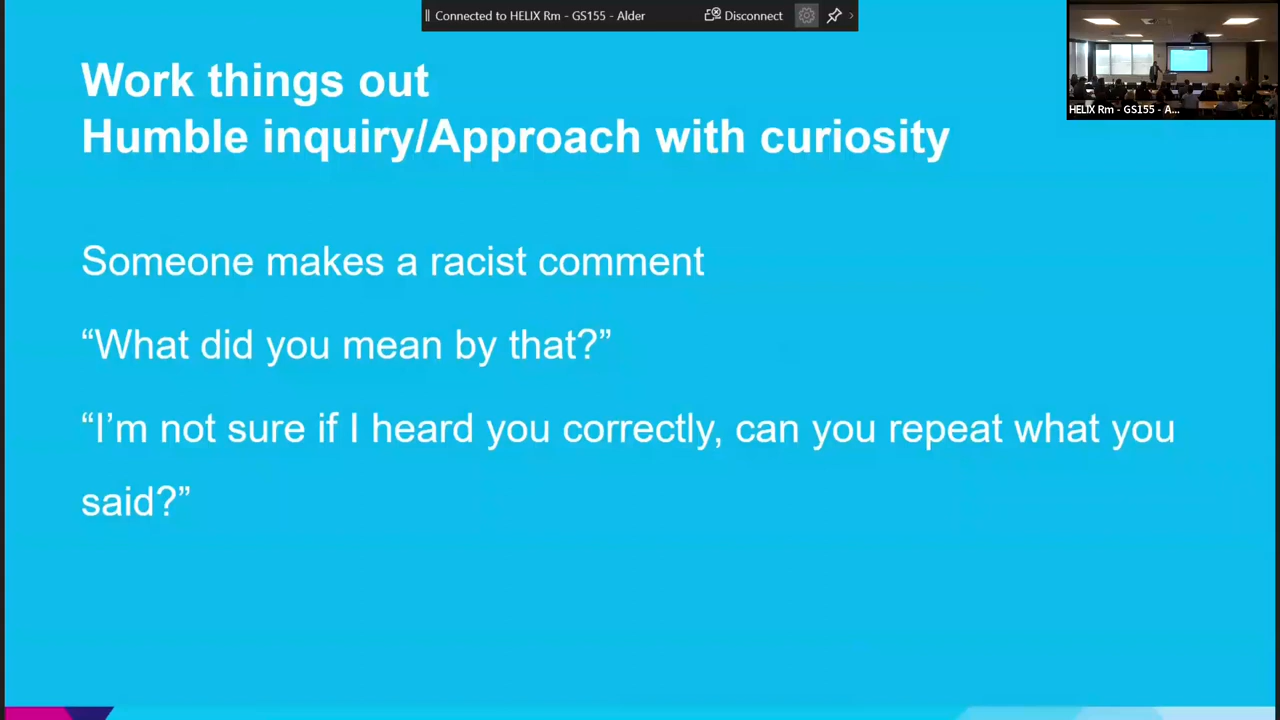 Connected to HELIX Rm - GS155 - Alder
Disconnect
HELIX Rm - GS155 - A...
Work things out
Humble inquiry/Approach with curiosity
Someone makes a racist comment
“What did you mean by that?”
“I’m not sure if I heard you correctly, can you repeat what you
said?”